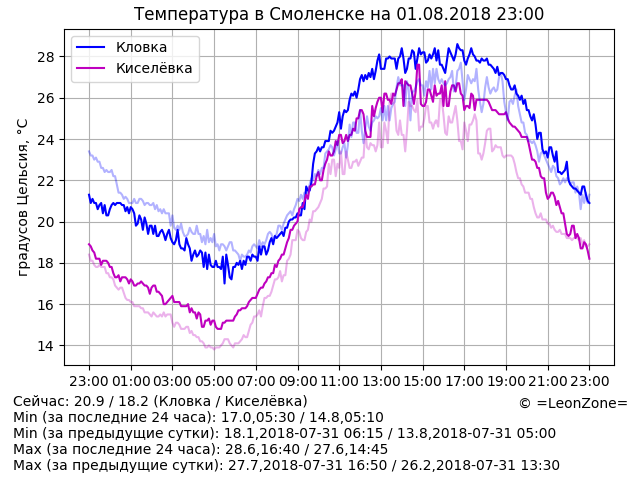 Температура в Смоленске на 01.08.2018 23:00
Кловка
Киселёвка
градусов Цельсия, °C
28
26
24
22
20
18
16
14
23:00 01:00 03:00 05:00 07:00 09:00 11:00 13:00 15:00 17:00 19:00 21:00 23:00
Сейчас: 20.9 / 18.2 (Кловка / Киселёвка)
© =LeonZone=
Min (за последние 24 часа): 17.0,05:30 / 14.8,05:10
Min (за предыдущие сутки): 18.1,2018-07-31 06:15 / 13.8,2018-07-31 05:00
Max (за последние 24 часа): 28.6,16:40 / 27.6,14:45
Max (за предыдущие сутки): 27.7,2018-07-31 16:50 / 26.2,2018-07-31 13:30